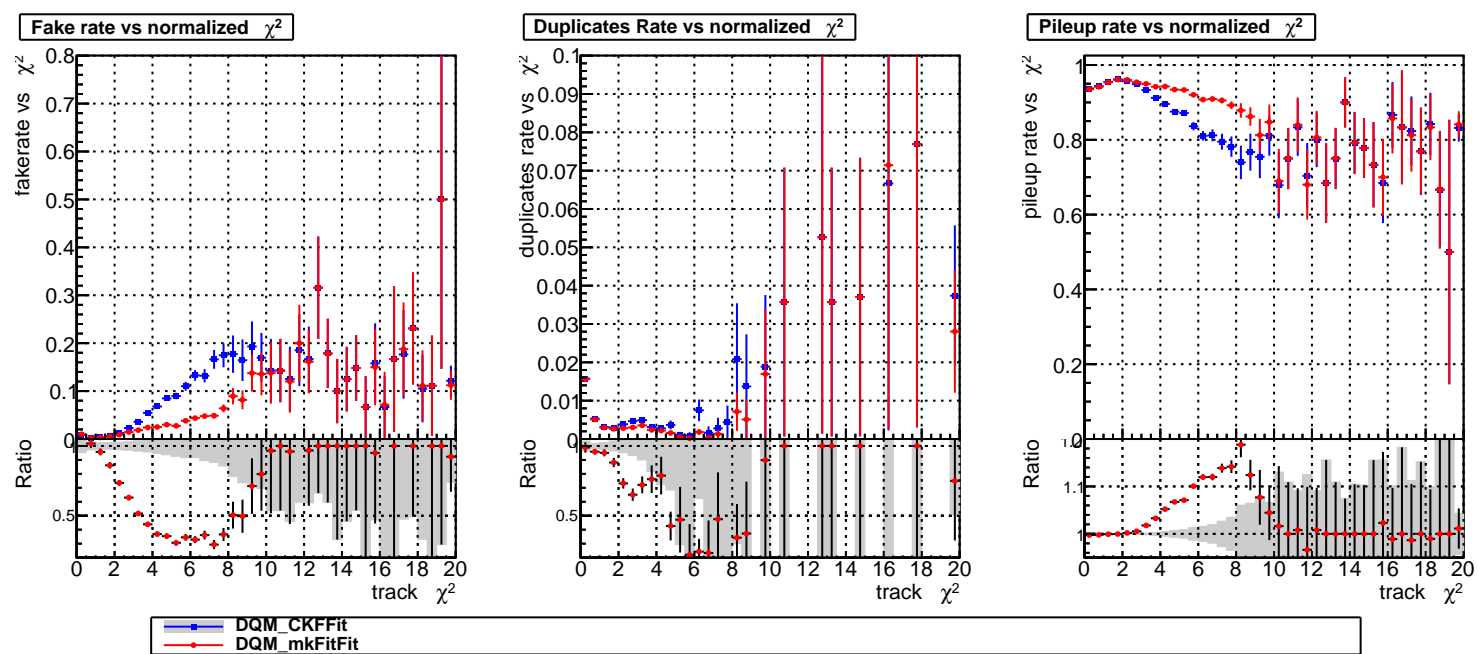 Fake rate vs normalized χ²
fakerate vs χ²
0.8
0.7
0.6
0.5
0.4
0.3
0.2
0.1
0
Ratio
0.5
0 2 4 6 8 10 12 14 16 18 20
track χ²
Duplicates Rate vs normalized χ²
duplicates rate vs χ²
0.1
0.09
0.08
0.07
0.06
0.05
0.04
0.03
0.02
0.01
0
Ratio
0.5
0 2 4 6 8 10 12 14 16 18 20
track χ²
Pileup rate vs normalized χ²
pileup rate vs χ²
1
0.8
0.6
0.4
0.2
0
Ratio
1.1
1
0 2 4 6 8 10 12 14 16 18 20
track χ²
DQM_CKFFit
DQM_mkFitFit